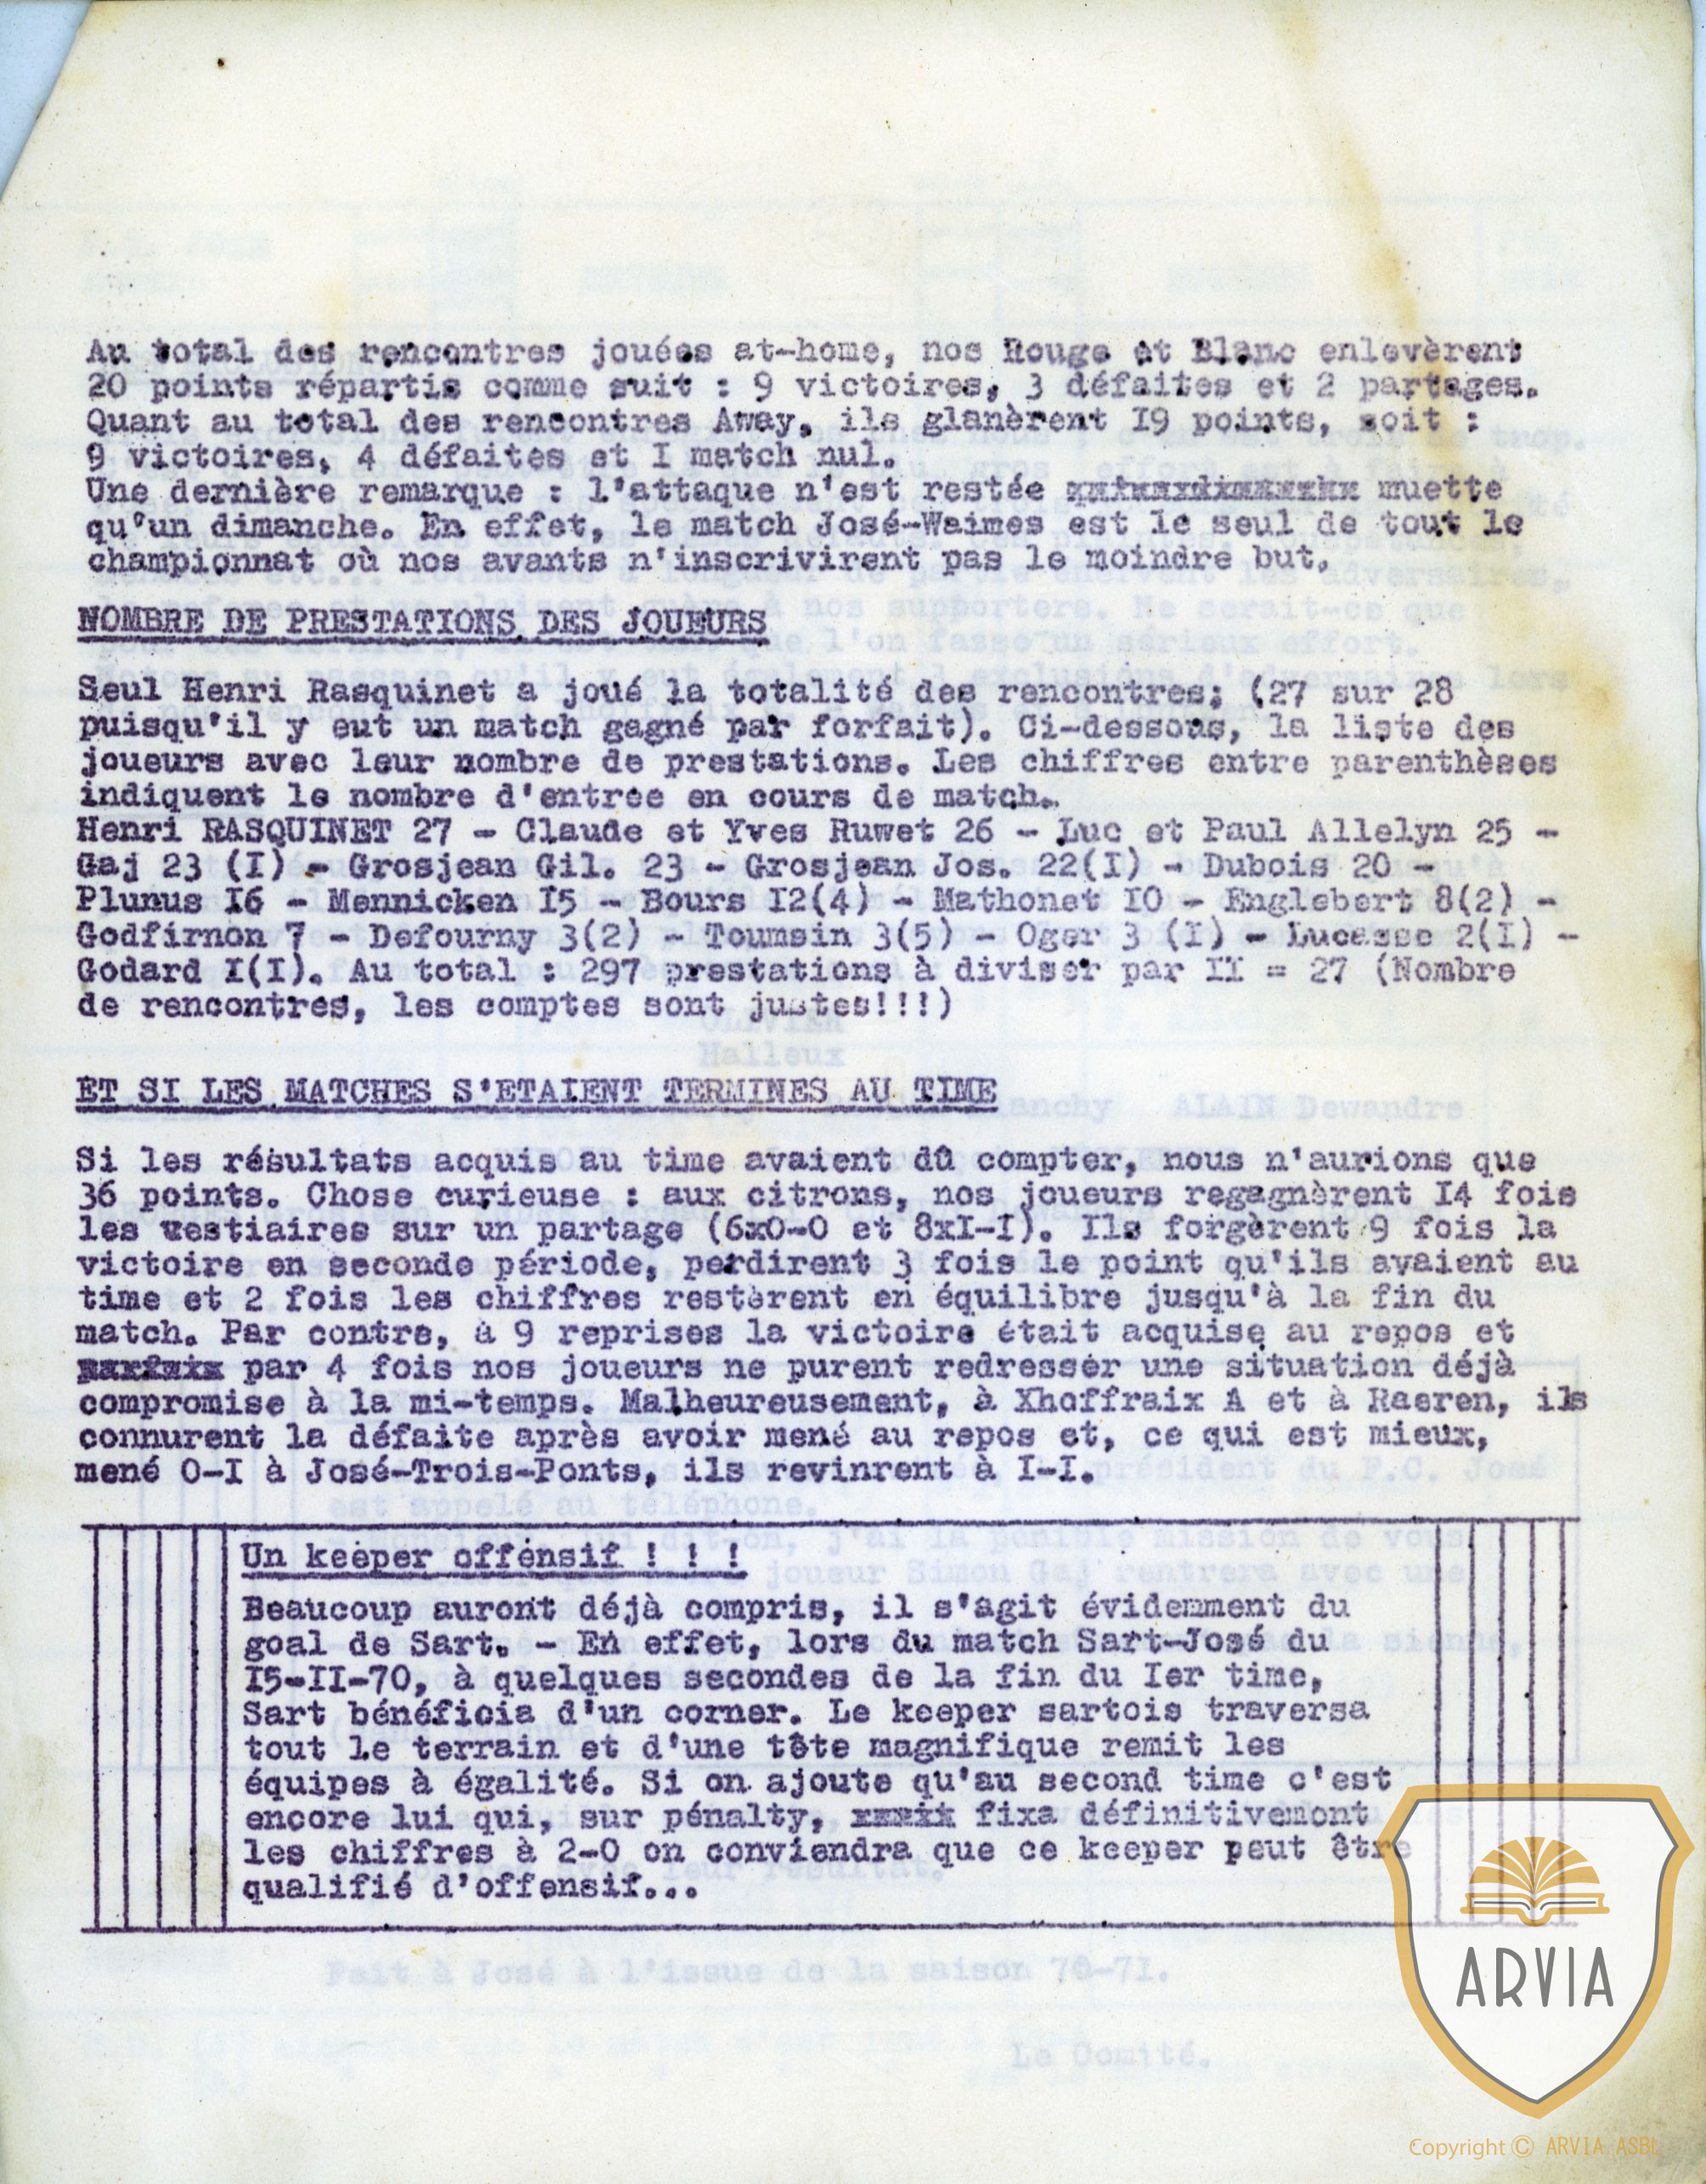 Au total des rencontres jouées at-home, nos Rouge et Blanc enlevèrent
20 points répartis comme suit : 9 victoires, 3 défaites et 2 partages.
Quant au total des rencontres Away, ils glanèrent I9 points, soit :
9 victoires, 4 défaites et I match nul.
Une dernière remarque : l'attaque n'est restée muette
qu'un dimanche. En effet, le match José-Waimes est le seul de tout le
championnat où nos avants n'inscrivirent pas le moindre but.
NOMBRE DE PRESTATIONS DES JOUEURS
Seul Henri Rasquinet a joué la totalité des rencontres; (27 sur 28
puisqu'il y eut un match gagné par forfait). Ci-dessous, la liste des
joueurs avec leur nombre de prestations. Les chiffres entre parenthèses
indiquent le nombre d'entree en cours de match.
Henri RASQUINET 27 - Claude et Yves Ruwet 26 - Luc et Paul Allelyn 25 -
Gaj 23 (I) - Grosjean Gil. 23 - Grosjean Jos. 22(I) - Dubois 20 -
Plunus I6 - Mennicken I5 - Bours I2(4) - Mathonet IO - Englebert 8(2) -
Godfirnon 7 - Defourny 3(2) - Toumsin 3(5) - Oger 3 (I) - Lucasse 2(I) -
Godard I(I). Au total : 297 prestations à diviser par II = 27 (Nombre
de rencontres, les comptes sont justes!!!)
ET SI LES MATCHES S'ETAIENT TERMINES AU TIME
Si les résultats acquis au time avaient dû compter, nous n'aurions que
36 points. Chose curieuse : aux citrons, nos joueurs regagnèrent I4 fois
les vestiaires sur un partage (6xO-O et 8xI-I). Ils forgèrent 9 fois la
victoire en seconde période, perdirent 3 fois le point qu'ils avaient au
time et 2 fois les chiffres restèrent en équilibre jusqu'à la fin du
match. Par contre, à 9 reprises la victoire était acquise au repos et
par 4 fois nos joueurs ne purent redresser une situation déjà
compromise à la mi-temps. Malheureusement, à Xhoffraix A et à Raeren, ils
connurent la défaite après avoir mené au repos et, ce qui est mieux,
mené O-I à José-Trois-Ponts, ils revinrent à I-I.
Un keeper offensif ! ! !
Beaucoup auront déjà compris, il s'agit évidemment du
goal de Sart. - En effet, lors du match Sart-José du
I5-II-70, à quelques secondes de la fin du Ier time,
Sart bénéficia d'un corner. Le keeper sartois traversa
tout le terrain et d'une tête magnifique remit les
équipes à égalité. Si on ajoute qu'au second time c'est
encore lui qui, sur pénalty, fixa définitivement
les chiffres à 2-O on conviendra que ce keeper peut être
qualifié d'offensif...
Fait à José à l'issue de la saison 70-7I.
Le Comité.
ARVIA
Copyright © ARVIA ASBL